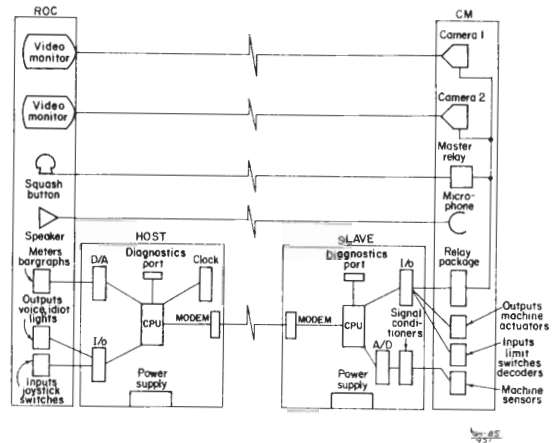 ROC
CM
Video
monitor
Camera 1
Video
monitor
Camera 2
Squash
button
Master
relay
Speaker
Micro-
phone
HOST
SLAVE
Meters
bargraphs
D/A
Diagnostics
port
Clock
Diagnostics
port
I/o
Relay
package
Outputs
voice, idiot
lights
CPU
MODEM
MODEM
CPU
Signal
condi-
tioners
Outputs
machine
actuators
I/o
A/D
Inputs
limit
switches
decoders
Inputs
joystick
switches
Power
supply
Power
supply
Machine
sensors